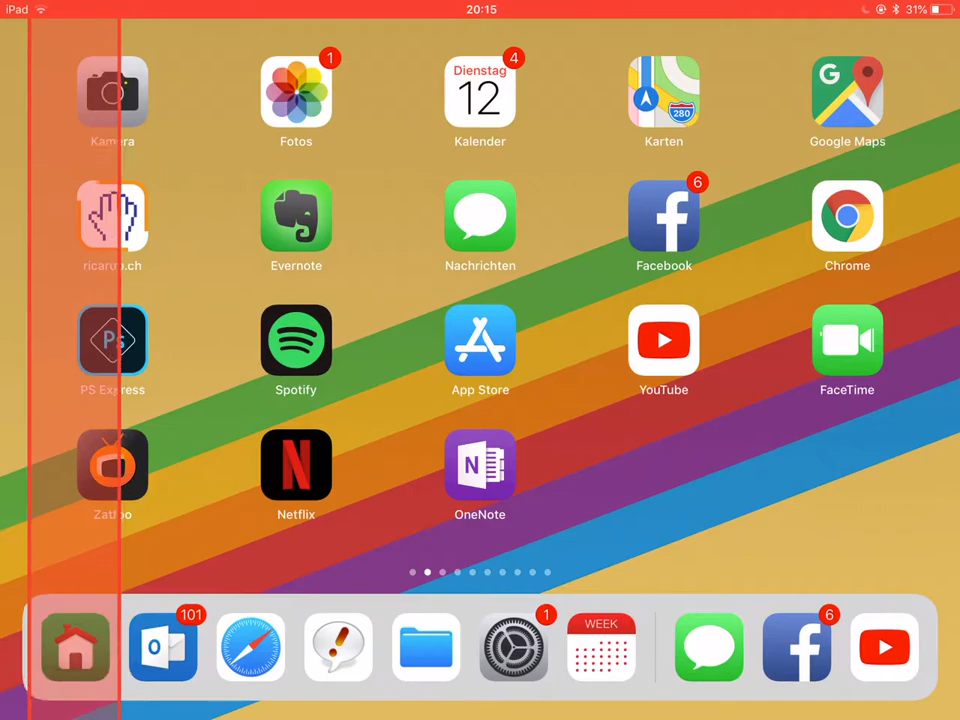 iPad 20:15 31%
1 Dienstag 4
12 G 280
Kamera Fotos Kalender Karten Google Maps
6
f
ricardo.ch Evernote Nachrichten Facebook Chrome
Ps
PS Express Spotify App Store YouTube FaceTime
N N
Zattoo Netflix OneNote
101 1 WEEK 6
O f